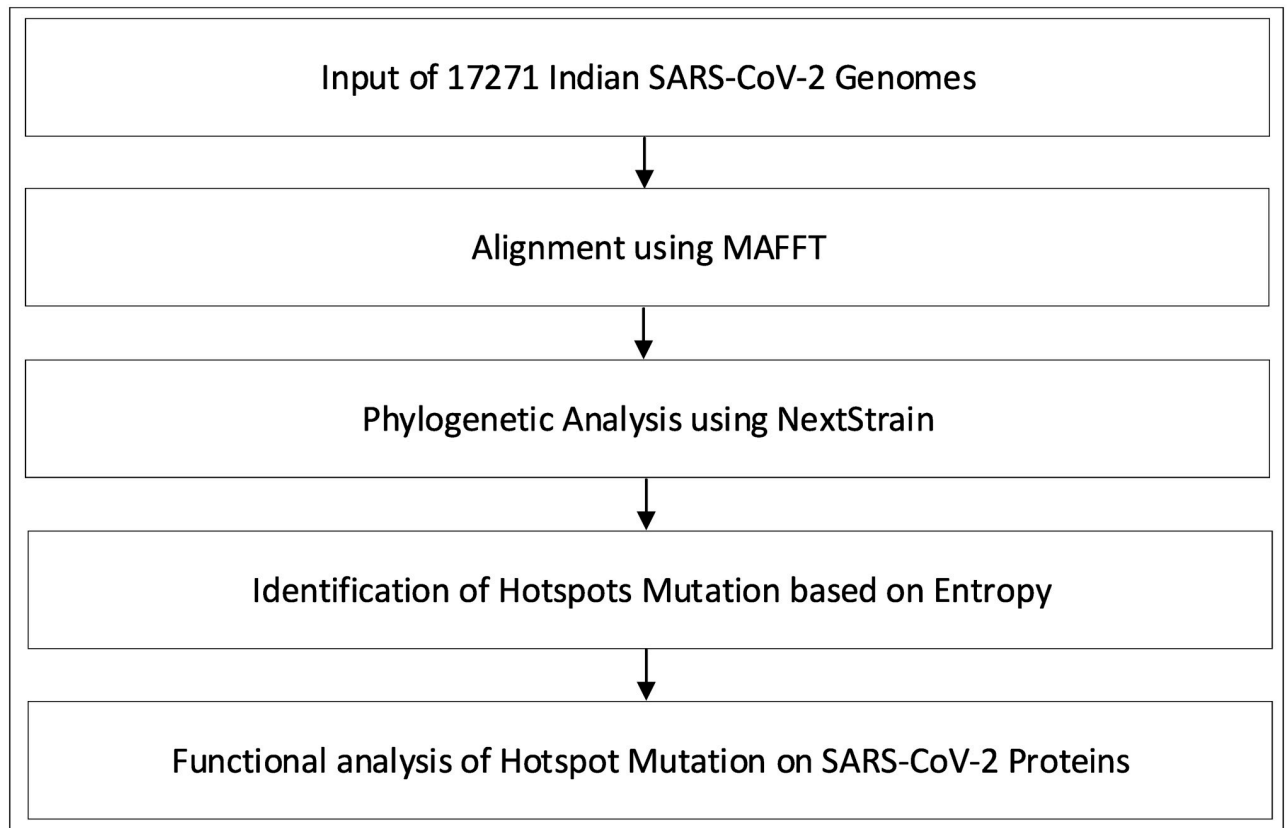 Input of 17271 Indian SARS-CoV-2 Genomes
Alignment using MAFFT
Phylogenetic Analysis using NextStrain
Identification of Hotspots Mutation based on Entropy
Functional analysis of Hotspot Mutation on SARS-CoV-2 Proteins